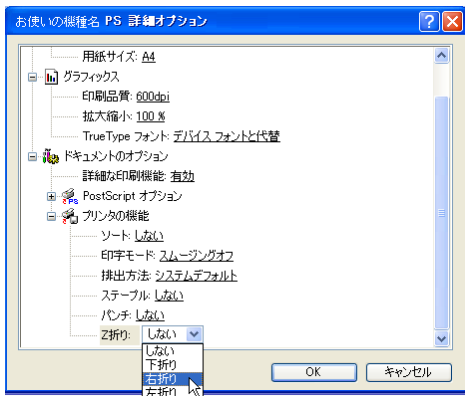 お使いの機種名 PS 詳細オプション
用紙サイズ: A4
グラフィックス
印刷品質: 600dpi
拡大縮小: 100 %
TrueType フォント: デバイス フォントと代替
ドキュメントのオプション
詳細な印刷機能: 有効
PostScript オプション
プリンタの機能
ソート: しない
印字モード: スムージングオフ
排出方法: システムデフォルト
ステープル: しない
パンチ: しない
Z折り: しない
しない
下折り
右折り
左折り
OK キャンセル